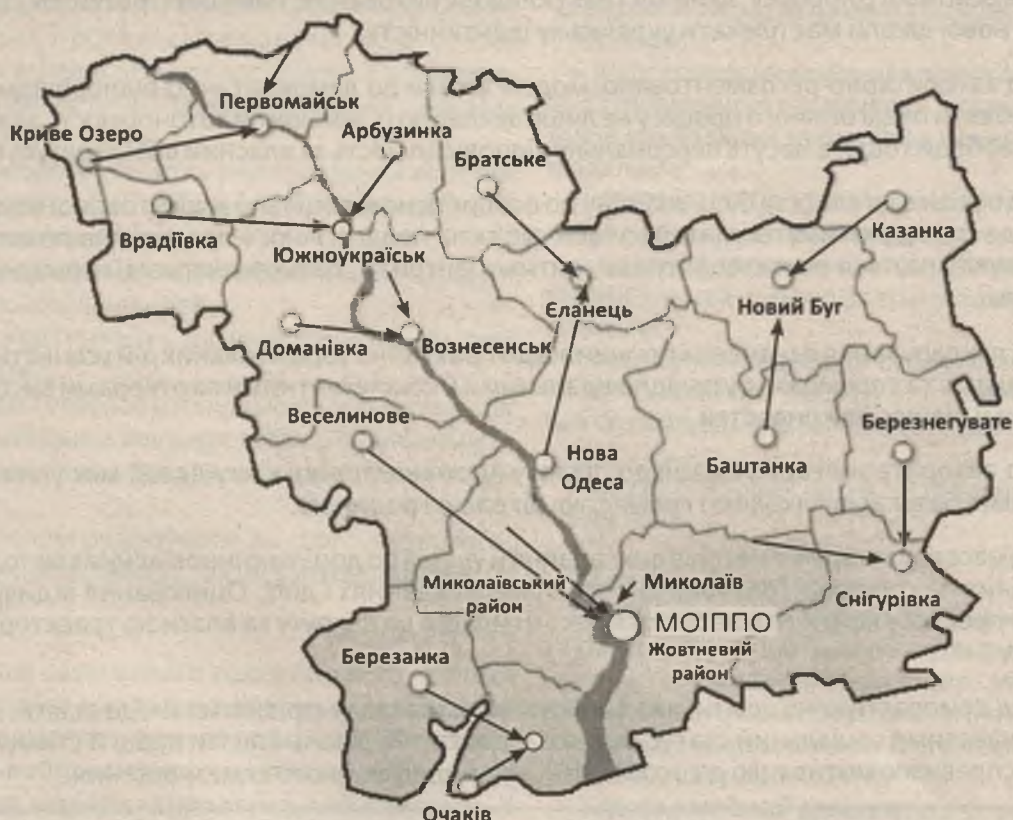 Первомайськ
Криве Озеро
Арбузинка
Братське
Врадіївка
Казанка
Южноукраїськ
Єланець
Новий Буг
Доманівка
Вознесенськ
Веселинове
Березнегувате
Нова
Одеса
Баштанка
Миколаївський
район
Миколаїв
Снігурівка
МОІППО
Жовтневий
район
Березанка
Очаків